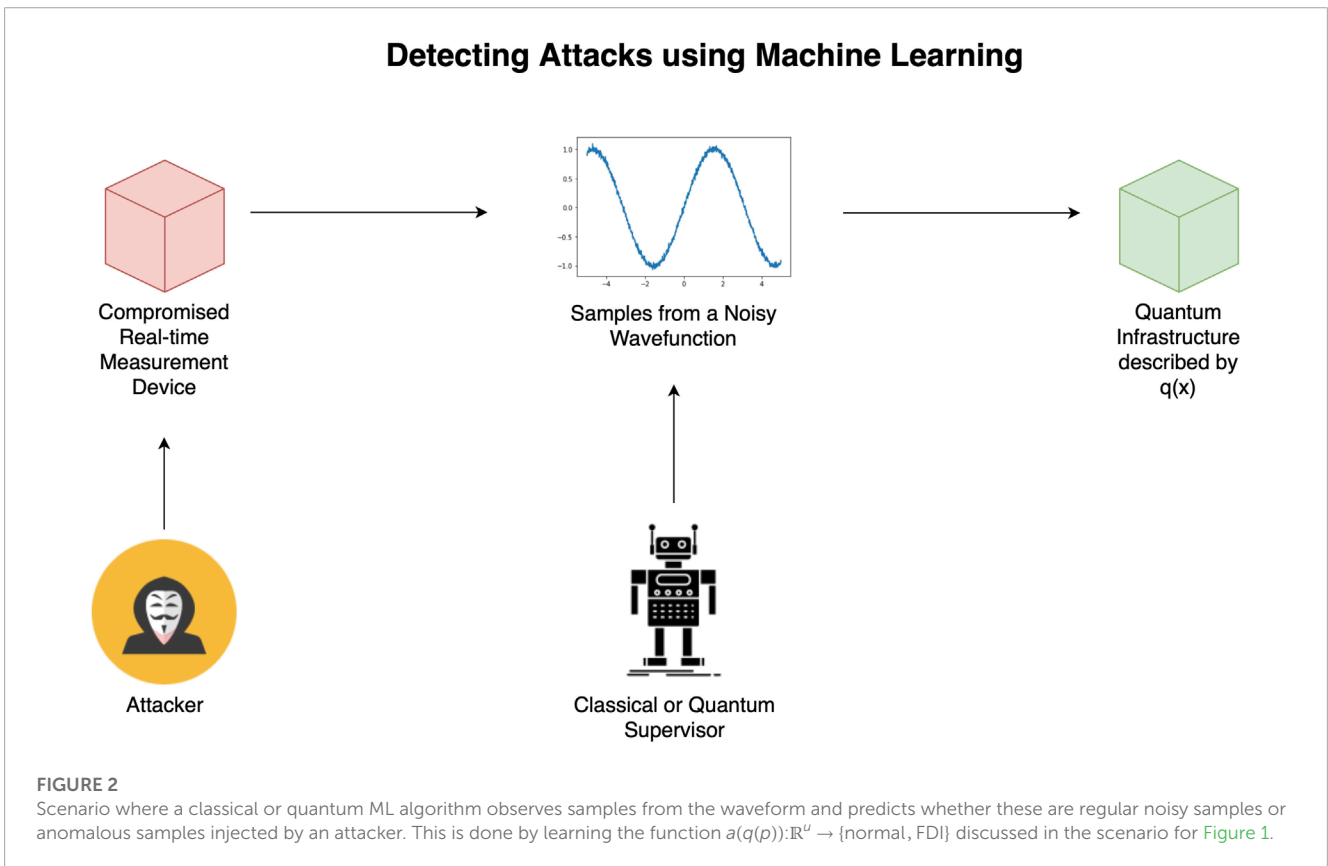 Detecting Attacks using Machine Learning
1.0
0.5
0.0
−0.5
−1.0
−4
−2
0
2
4
Compromised
Real-time
Measurement
Device
Samples from a Noisy
Wavefunction
Quantum
Infrastructure
described by
q(x)
Attacker
Classical or Quantum
Supervisor
FIGURE 2
Scenario where a classical or quantum ML algorithm observes samples from the waveform and predicts whether these are regular noisy samples or
anomalous samples injected by an attacker. This is done by learning the function a(q(p)):ℝᵘ → {normal, FDI} discussed in the scenario for Figure 1.